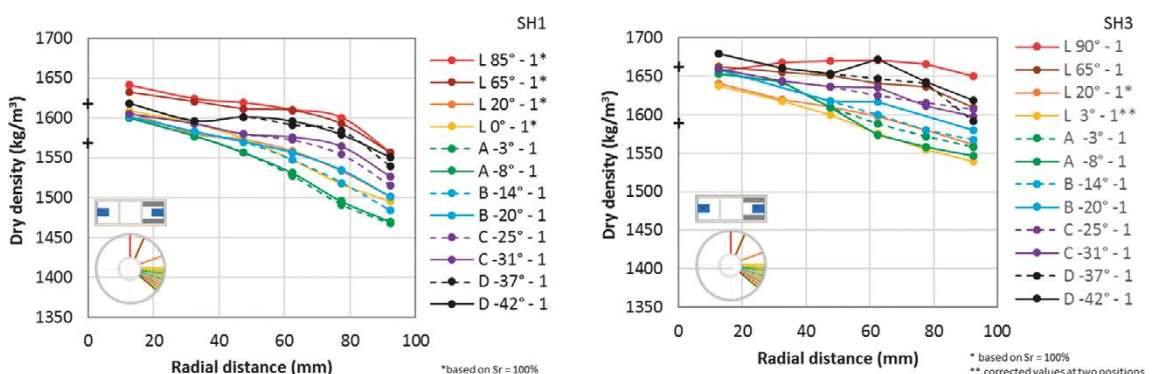 SH1
1700
1650
1600
1550
1500
1450
1400
1350
0 20 40 60 80 100
Dry density (kg/m³)
Radial distance (mm)
L 85° - 1*
L 65° - 1*
L 20° - 1*
L 0° - 1*
A -3° - 1
A -8° - 1
B -14° - 1
B -20° - 1
C -25° - 1
C -31° - 1
D -37° - 1
D -42° - 1
*based on Sr = 100%
SH3
1700
1650
1600
1550
1500
1450
1400
1350
0 20 40 60 80 100
Dry density (kg/m³)
Radial distance (mm)
L 90° - 1
L 65° - 1
L 20° - 1*
L 3° - 1**
A -3° - 1
A -8° - 1
B -14° -1
B -20° - 1
C -25° - 1
C -31° - 1
D -37° - 1
D -42° - 1
* based on Sr = 100%
** corrected values at two positions